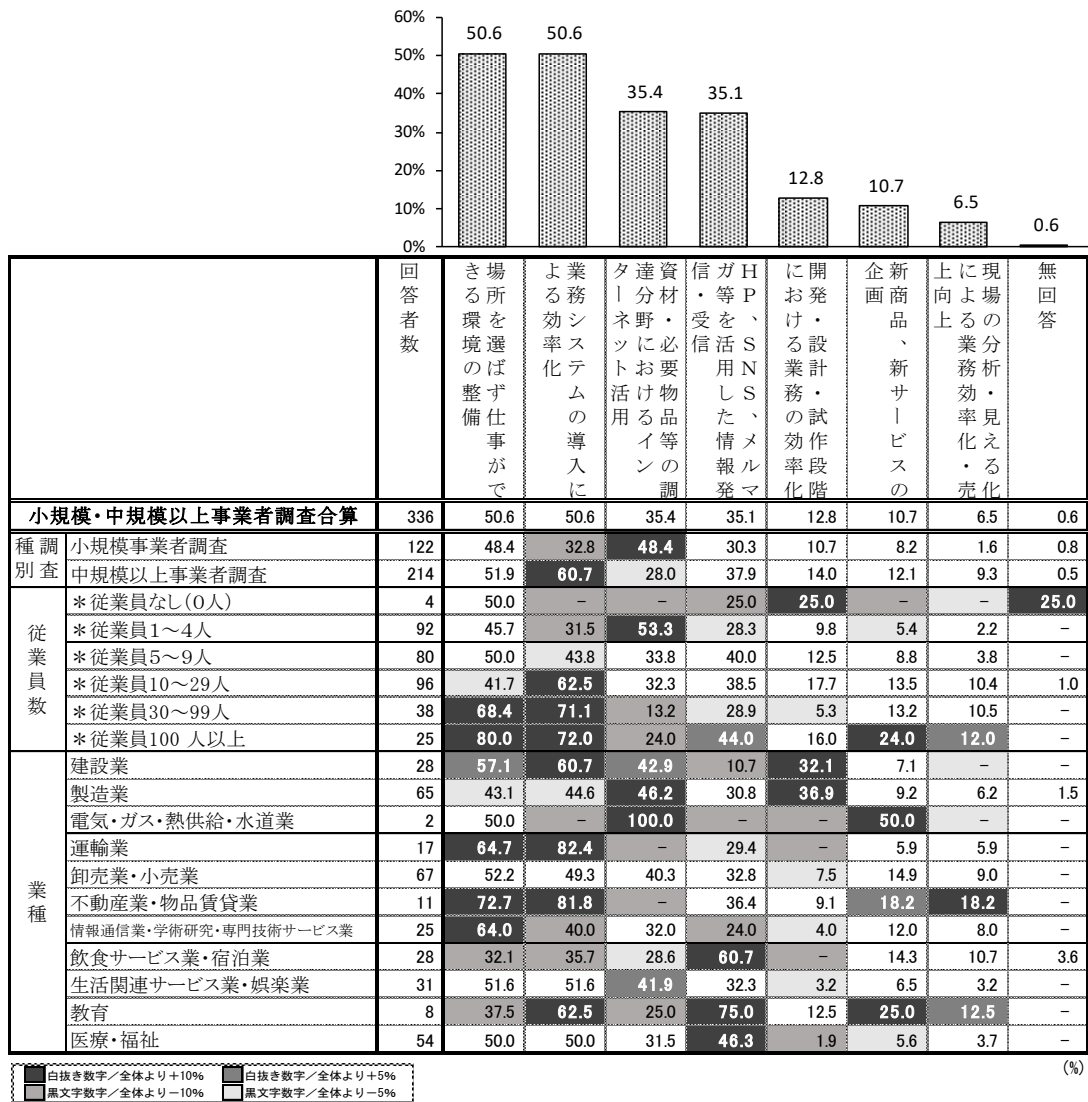 60%
50%
40%
30%
20%
10%
0%
50.6
50.6
35.4
35.1
12.8
10.7
6.5
0.6
回答者数
場所を選ばず仕事がで
きる環境の整備
業務システムの導入に
よる効率化
資材・必要物品等の調
達分野におけるイン
ターネット活用
HP、SNS、メルマ
ガ等を活用した情報発
信・受信
開発・設計・試作段階
における業務の効率化
新商品、新サービスの
企画
現場の分析・見える化
による業務効率化・売
上向上
無回答
小規模・中規模以上事業者調査合算 336 50.6 50.6 35.4 35.1 12.8 10.7 6.5 0.6
調査種別
小規模事業者調査 122 48.4 32.8 48.4 30.3 10.7 8.2 1.6 0.8
中規模以上事業者調査 214 51.9 60.7 28.0 37.9 14.0 12.1 9.3 0.5
従業員数
＊従業員なし(0人) 4 50.0 － － 25.0 25.0 － － 25.0
＊従業員1～4人 92 45.7 31.5 53.3 28.3 9.8 5.4 2.2 －
＊従業員5～9人 80 50.0 43.8 33.8 40.0 12.5 8.8 3.8 －
＊従業員10～29人 96 41.7 62.5 32.3 38.5 17.7 13.5 10.4 1.0
＊従業員30～99人 38 68.4 71.1 13.2 28.9 5.3 13.2 10.5 －
＊従業員100 人以上 25 80.0 72.0 24.0 44.0 16.0 24.0 12.0 －
業種
建設業 28 57.1 60.7 42.9 10.7 32.1 7.1 － －
製造業 65 43.1 44.6 46.2 30.8 36.9 9.2 6.2 1.5
電気・ガス・熱供給・水道業 2 50.0 － 100.0 － － 50.0 － －
運輸業 17 64.7 82.4 － 29.4 － 5.9 5.9 －
卸売業・小売業 67 52.2 49.3 40.3 32.8 7.5 14.9 9.0 －
不動産業・物品賃貸業 11 72.7 81.8 － 36.4 9.1 18.2 18.2 －
情報通信業・学術研究・専門技術サービス業 25 64.0 40.0 32.0 24.0 4.0 12.0 8.0 －
飲食サービス業・宿泊業 28 32.1 35.7 28.6 60.7 － 14.3 10.7 3.6
生活関連サービス業・娯楽業 31 51.6 51.6 41.9 32.3 3.2 6.5 3.2 －
教育 8 37.5 62.5 25.0 75.0 12.5 25.0 12.5 －
医療・福祉 54 50.0 50.0 31.5 46.3 1.9 5.6 3.7 －
(%)
白抜き数字／全体より＋10% 白抜き数字／全体より＋5%
黒文字数字／全体より－10% 黒文字数字／全体より－5%